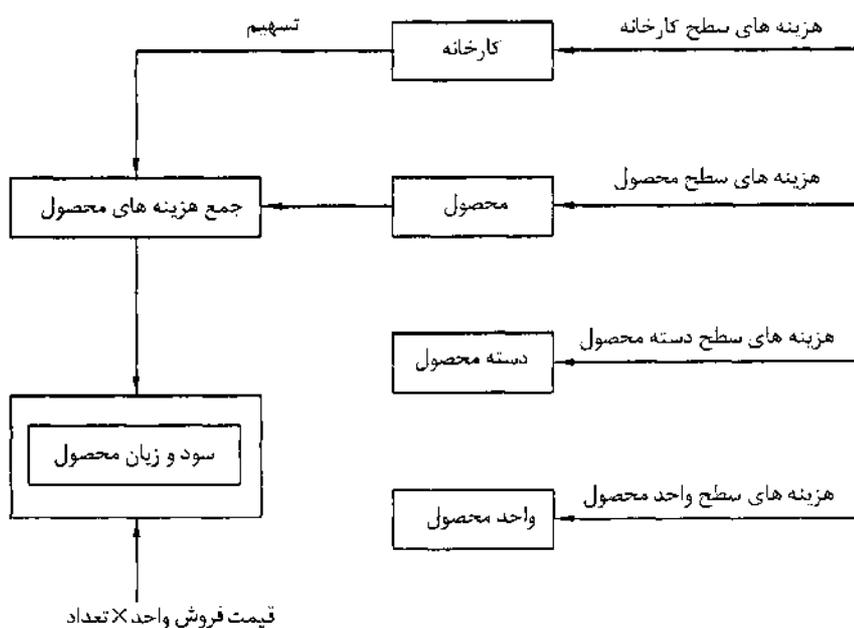 هزینه های سطح کارخانه
کارخانه
تسهیم
هزینه های سطح محصول
محصول
جمع هزینه های محصول
هزینه های سطح دسته محصول
دسته محصول
سود و زیان محصول
هزینه های سطح واحد محصول
واحد محصول
قیمت فروش واحد×تعداد